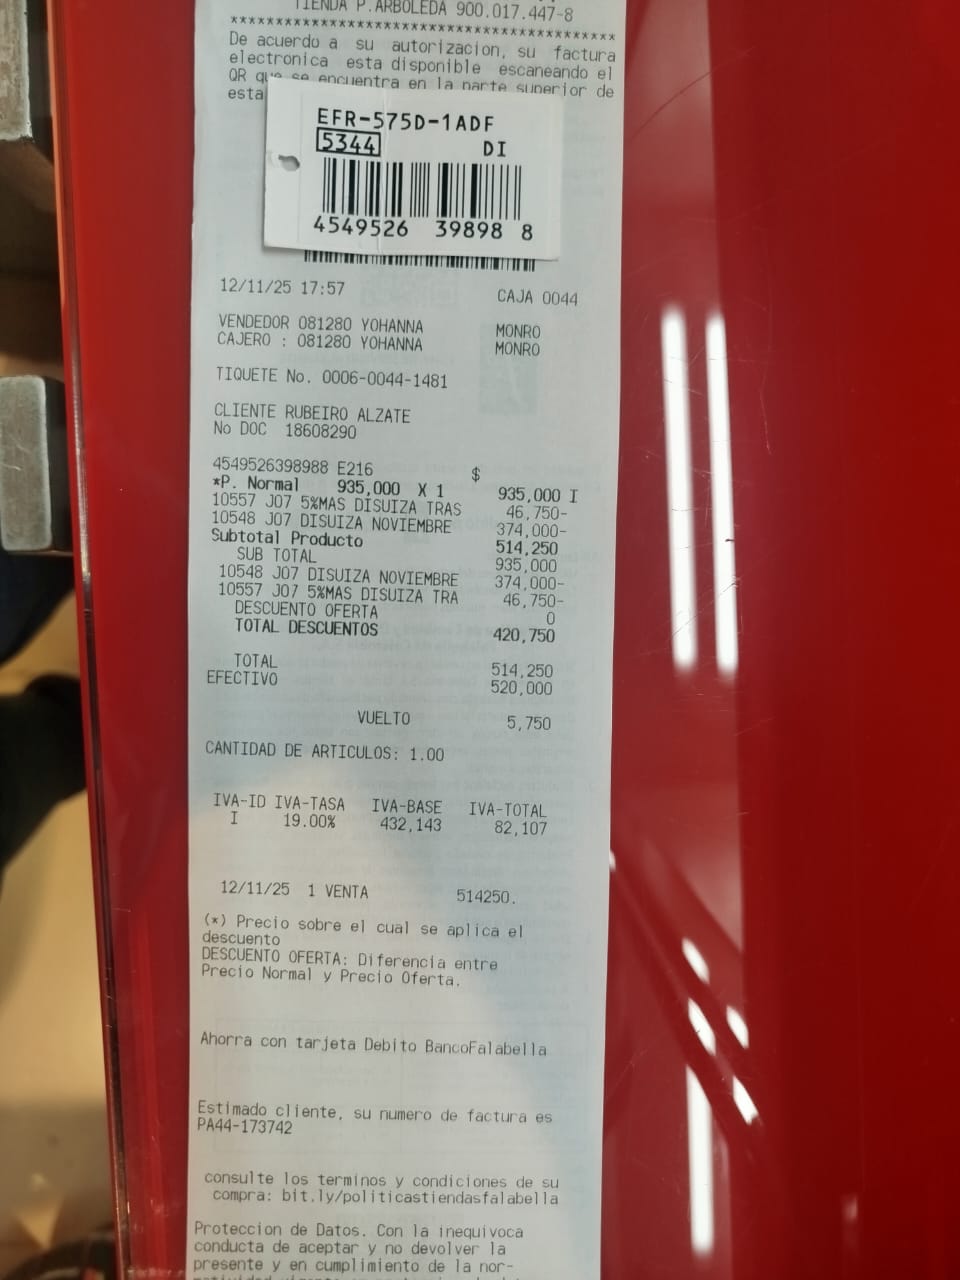 TIENDA P.ARBOLEDA 900.017.447-8
******************************************
De acuerdo a su autorizacion, su factura
electronica esta disponible escaneando el
QR que se encuentra en la parte superior de
esta
EFR-575D-1ADF
5344 DI
4549526 39898 8
12/11/25 17:57 CAJA 0044
VENDEDOR 081280 YOHANNA MONRO
CAJERO : 081280 YOHANNA MONRO
TIQUETE No. 0006-0044-1481
CLIENTE RUBEIRO ALZATE
No DOC 18608290
4549526398988 E216 $
*P. Normal 935,000 X 1 935,000 I
10557 J07 5%MAS DISUIZA TRAS 46,750-
10548 J07 DISUIZA NOVIEMBRE 374,000-
Subtotal Producto 514,250
SUB TOTAL 935,000
10548 J07 DISUIZA NOVIEMBRE 374,000-
10557 J07 5%MAS DISUIZA TRA 46,750-
DESCUENTO OFERTA 0
TOTAL DESCUENTOS 420,750
TOTAL 514,250
EFECTIVO 520,000
VUELTO 5,750
CANTIDAD DE ARTICULOS: 1.00
IVA-ID IVA-TASA IVA-BASE IVA-TOTAL
I 19.00% 432,143 82,107
12/11/25 1 VENTA 514250.
(*) Precio sobre el cual se aplica el
descuento
DESCUENTO OFERTA: Diferencia entre
Precio Normal y Precio Oferta.
Ahorra con tarjeta Debito BancoFalabella
Estimado cliente, su numero de factura es
PA44-173742
consulte los terminos y condiciones de su
compra: bit.ly/politicastiendasfalabella
Proteccion de Datos. Con la inequivoca
conducta de aceptar y no devolver la
presente y en cumplimiento de la nor-